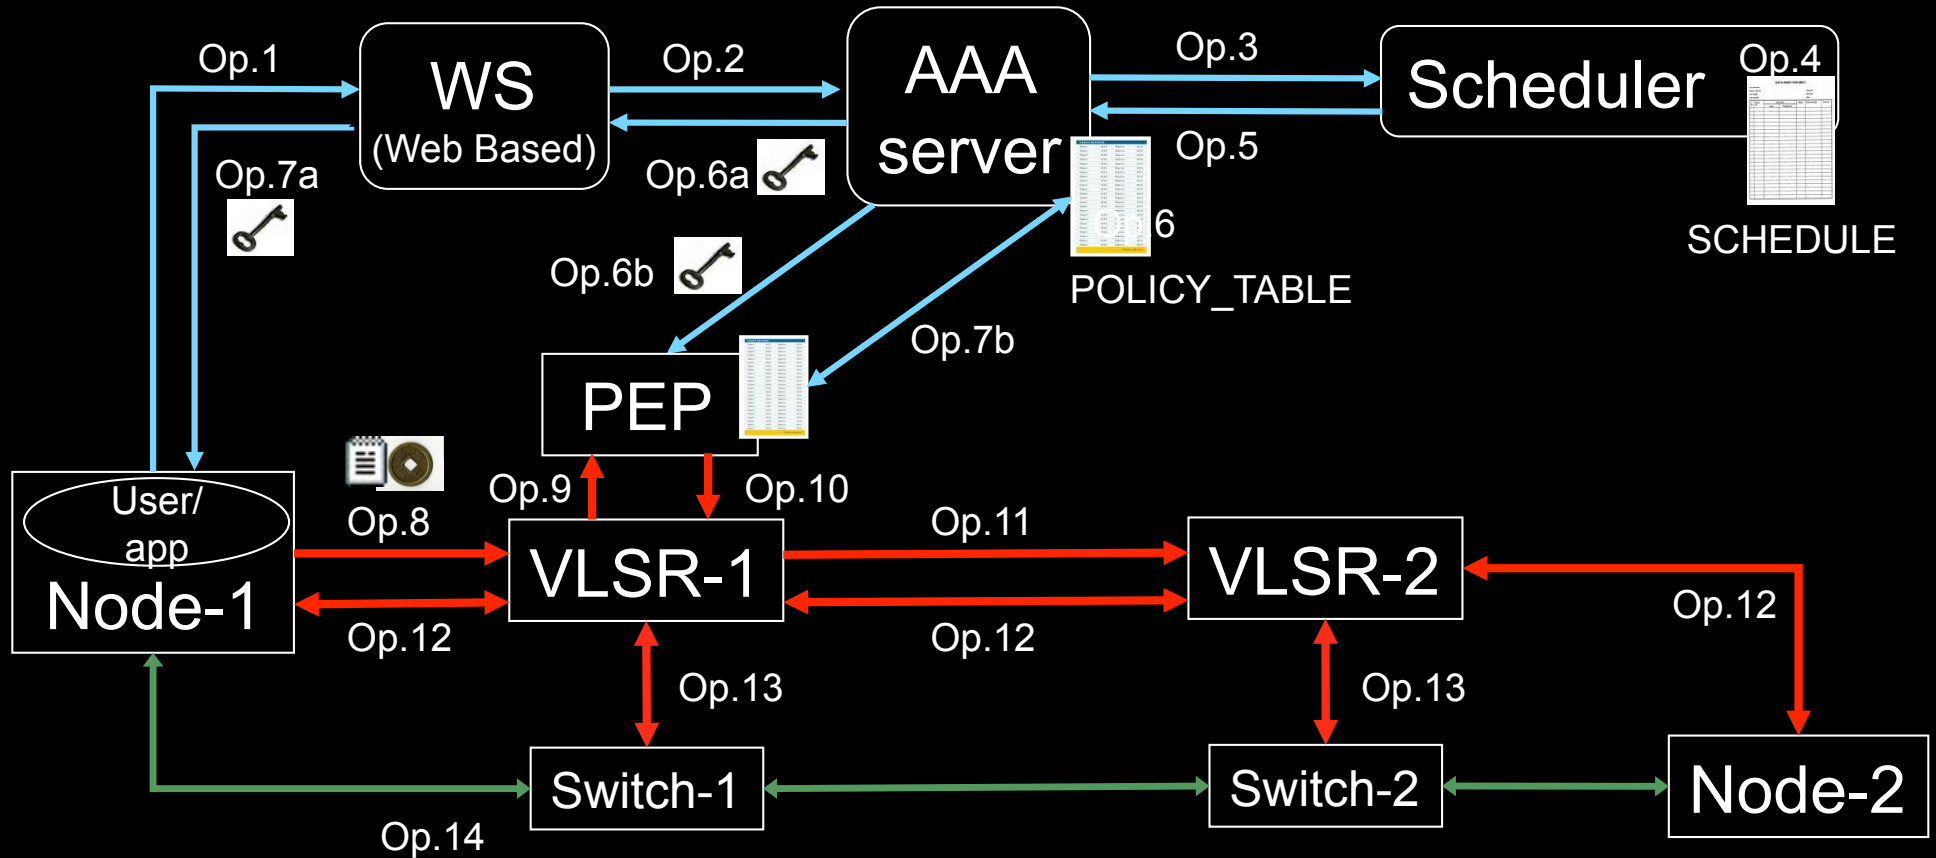 Op.1
WS
(Web Based)
Op.2
AAA
server
Op.3
Scheduler
Op.4
Op.5
Op.6a
Op.7a
.6
SCHEDULE
POLICY_TABLE
Op.6b
Op.7b
PEP
User/
app
Node-1
Op.8
Op.9
Op.10
VLSR-1
Op.11
VLSR-2
Op.12
Op.12
Op.12
Op.13
Op.13
Switch-1
Switch-2
Node-2
Op.14